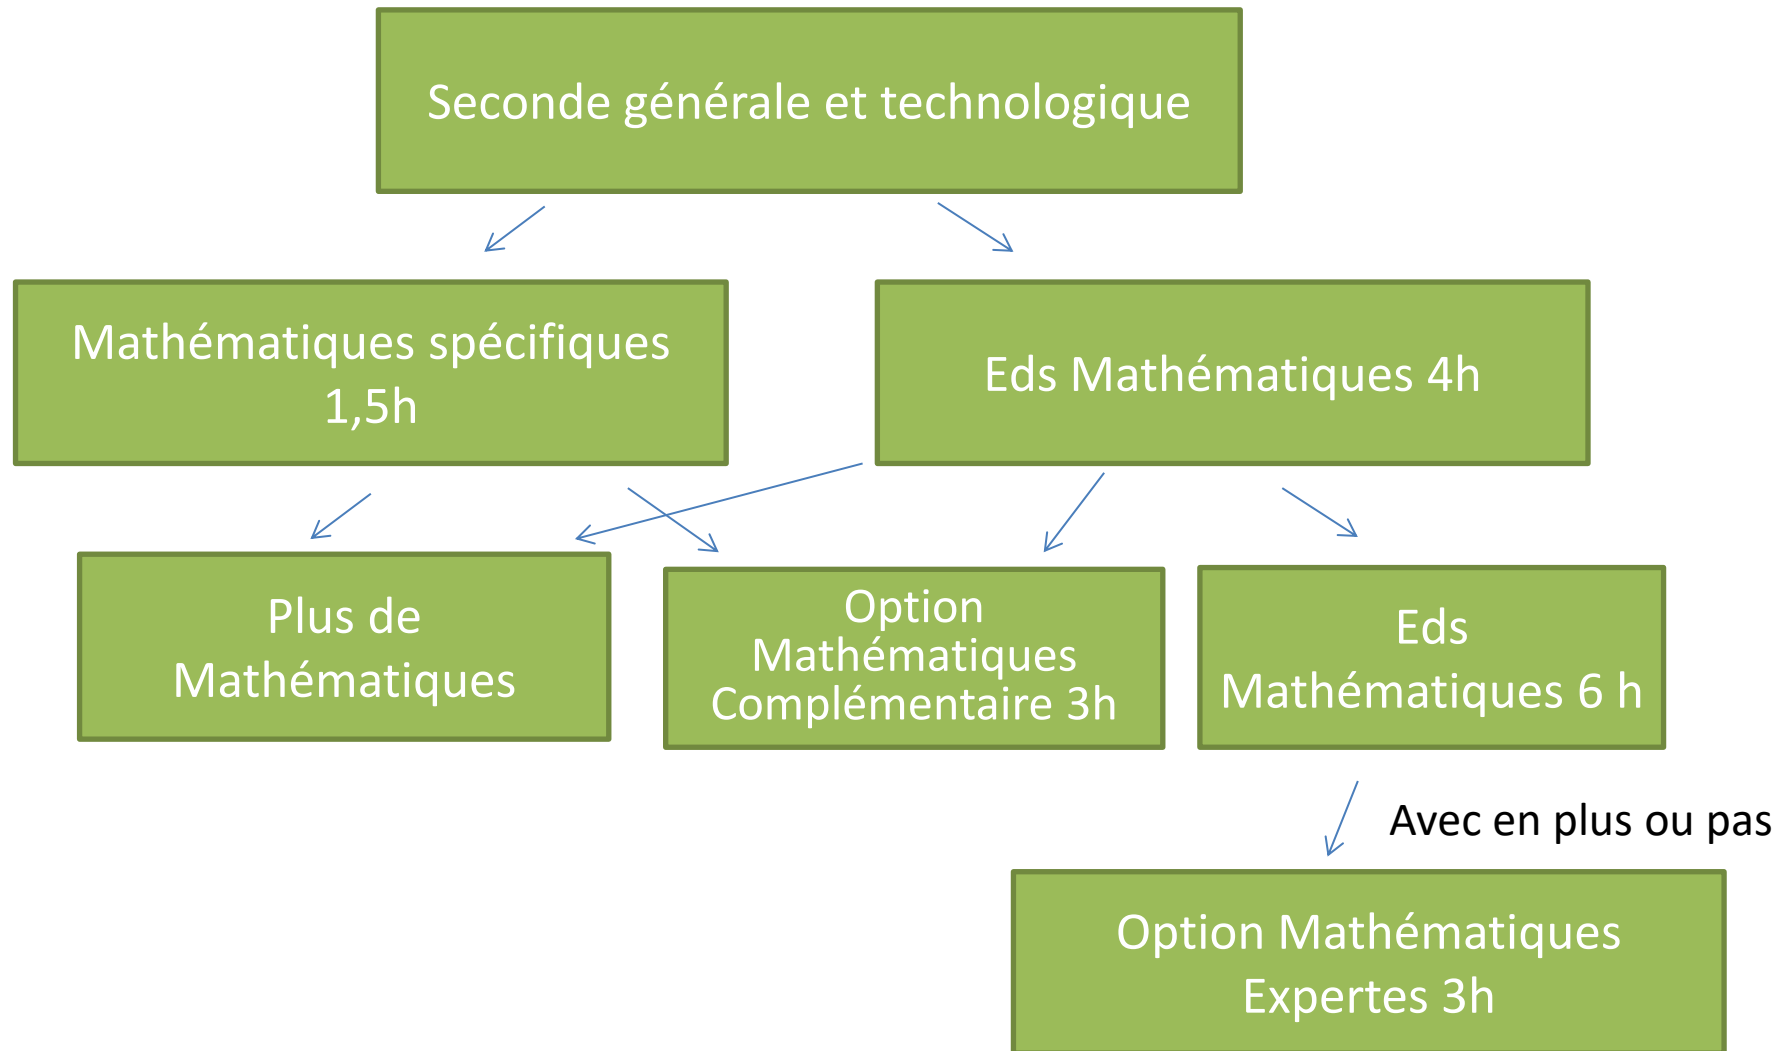 Seconde générale et technologique
Mathématiques spécifiques
1,5h
Eds Mathématiques 4h
Plus de
Mathématiques
Option
Mathématiques
Complémentaire 3h
Eds
Mathématiques 6 h
Avec en plus ou pas
Option Mathématiques
Expertes 3h